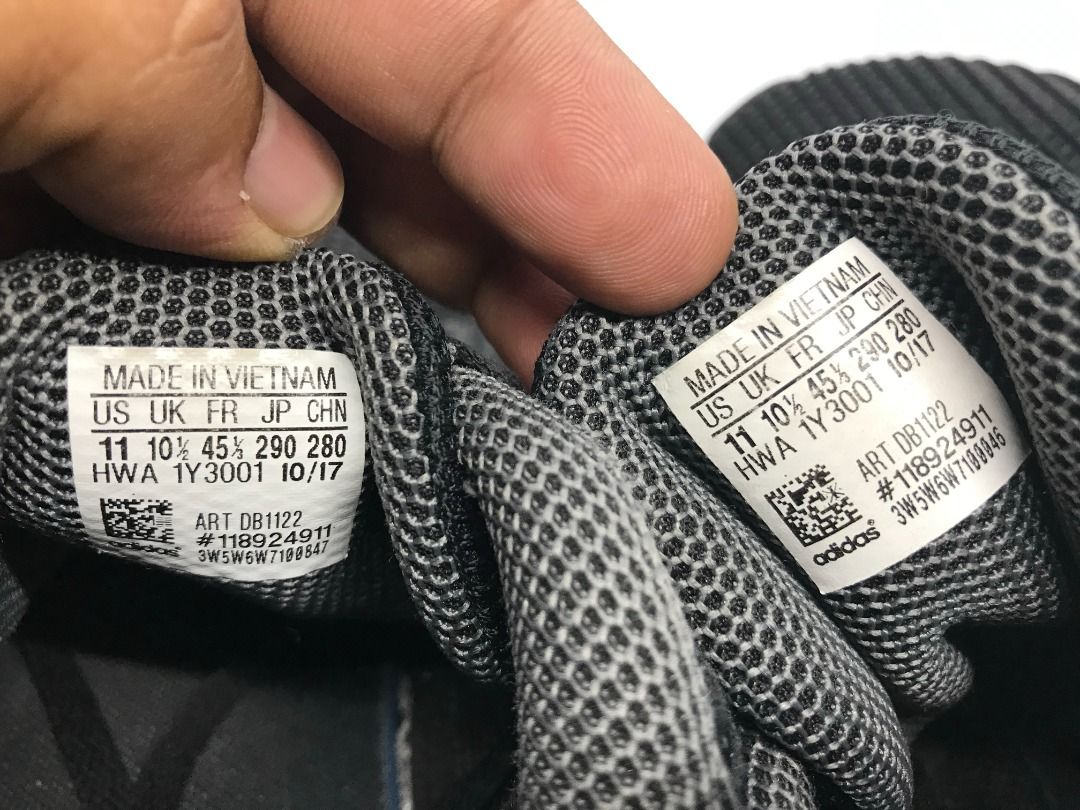 MADE IN VIETNAM
US UK FR JP CHN
11 10½ 45⅓ 290 280
HWA 1Y3001 10/17
ART DB1122
#118924911
3W5W6W7100847
adidas
MADE IN VIETNAM
US UK FR JP CHN
11 10½ 45⅓ 290 280
HWA 1Y3001 10/17
ART DB1122
#118924911
3W5W6W7100046
adidas